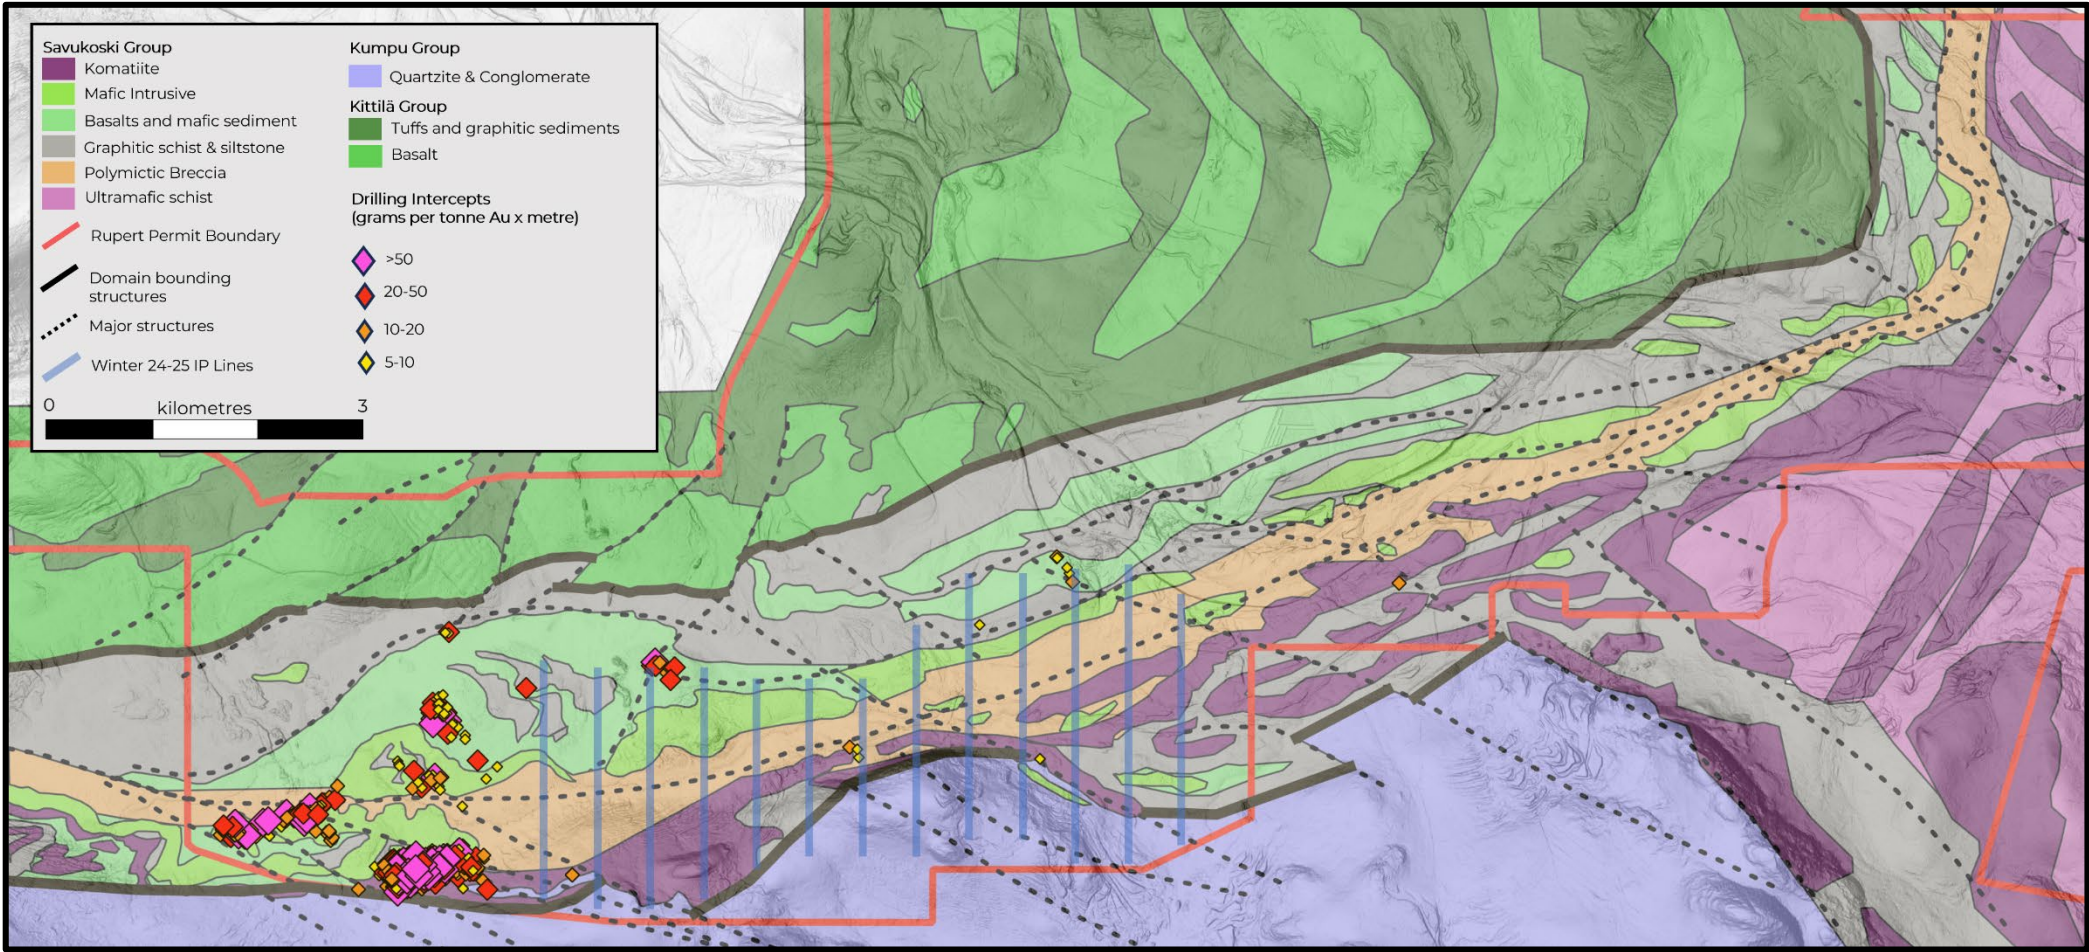 Savukoski Group
Komatiite
Mafic Intrusive
Basalts and mafic sediment
Graphitic schist & siltstone
Polymictic Breccia
Ultramafic schist
Rupert Permit Boundary
Domain bounding
structures
Major structures
Winter 24-25 IP Lines
Kumpu Group
Quartzite & Conglomerate
Kittilä Group
Tuffs and graphitic sediments
Basalt
Drilling Intercepts
(grams per tonne Au x metre)
>50
20-50
10-20
5-10
0 kilometres 3